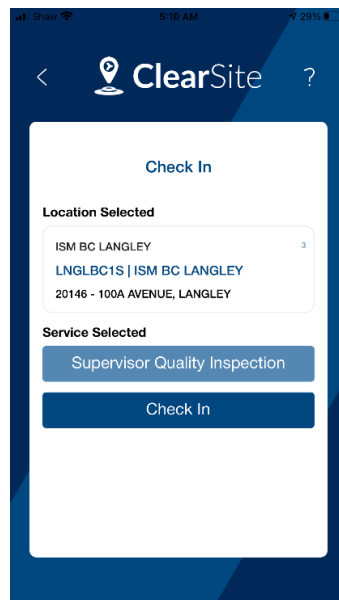 Shaw 5:10 AM 29%
ClearSite ?
Check In
Location Selected
ISM BC LANGLEY 3
LNGLBC1S | ISM BC LANGLEY
20146 - 100A AVENUE, LANGLEY
Service Selected
Supervisor Quality Inspection
Check In